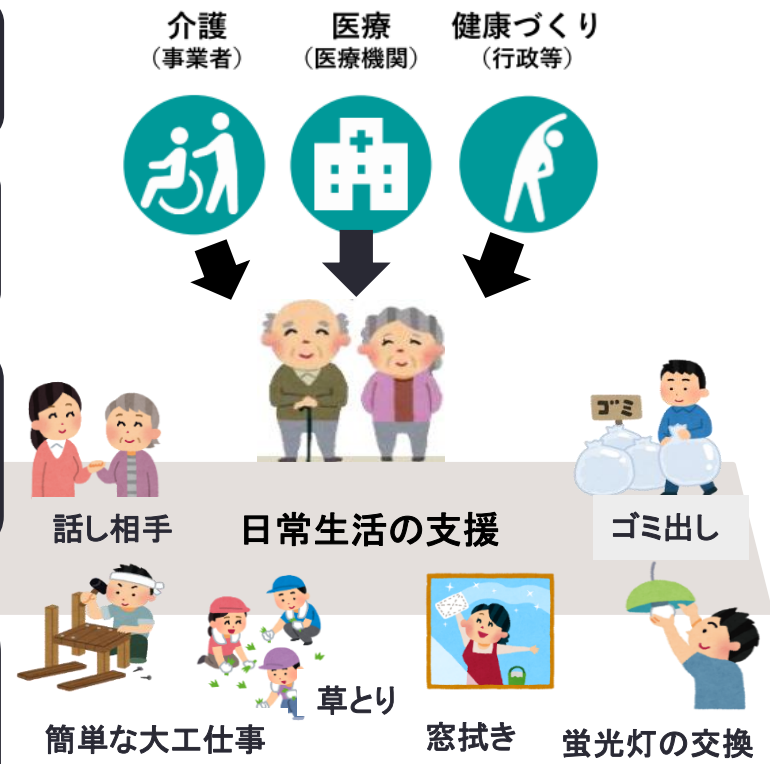 介護
（事業者）
医療
（医療機関）
健康づくり
（行政等）
ゴミ
話し相手
日常生活の支援
ゴミ出し
草とり
簡単な大工仕事
窓拭き
蛍光灯の交換